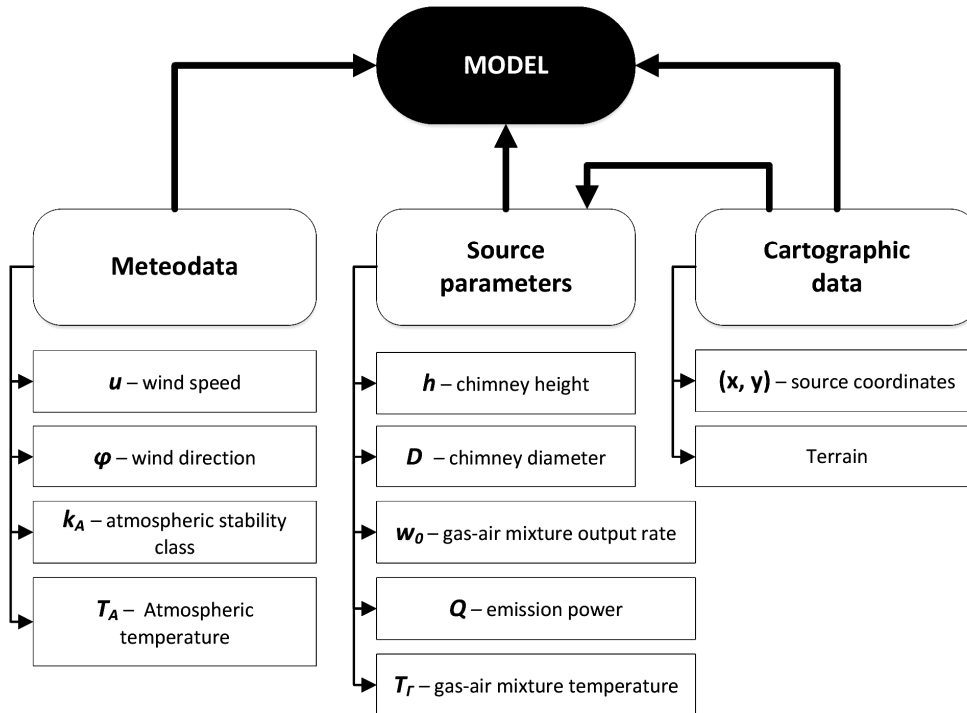 MODEL
Meteodata
u – wind speed
φ – wind direction
k_A – atmospheric stability
class
T_A – Atmospheric
temperature
Source
parameters
h – chimney height
D – chimney diameter
w_0 – gas-air mixture output rate
Q – emission power
T_Γ – gas-air mixture temperature
Cartographic
data
(x, y) – source coordinates
Terrain